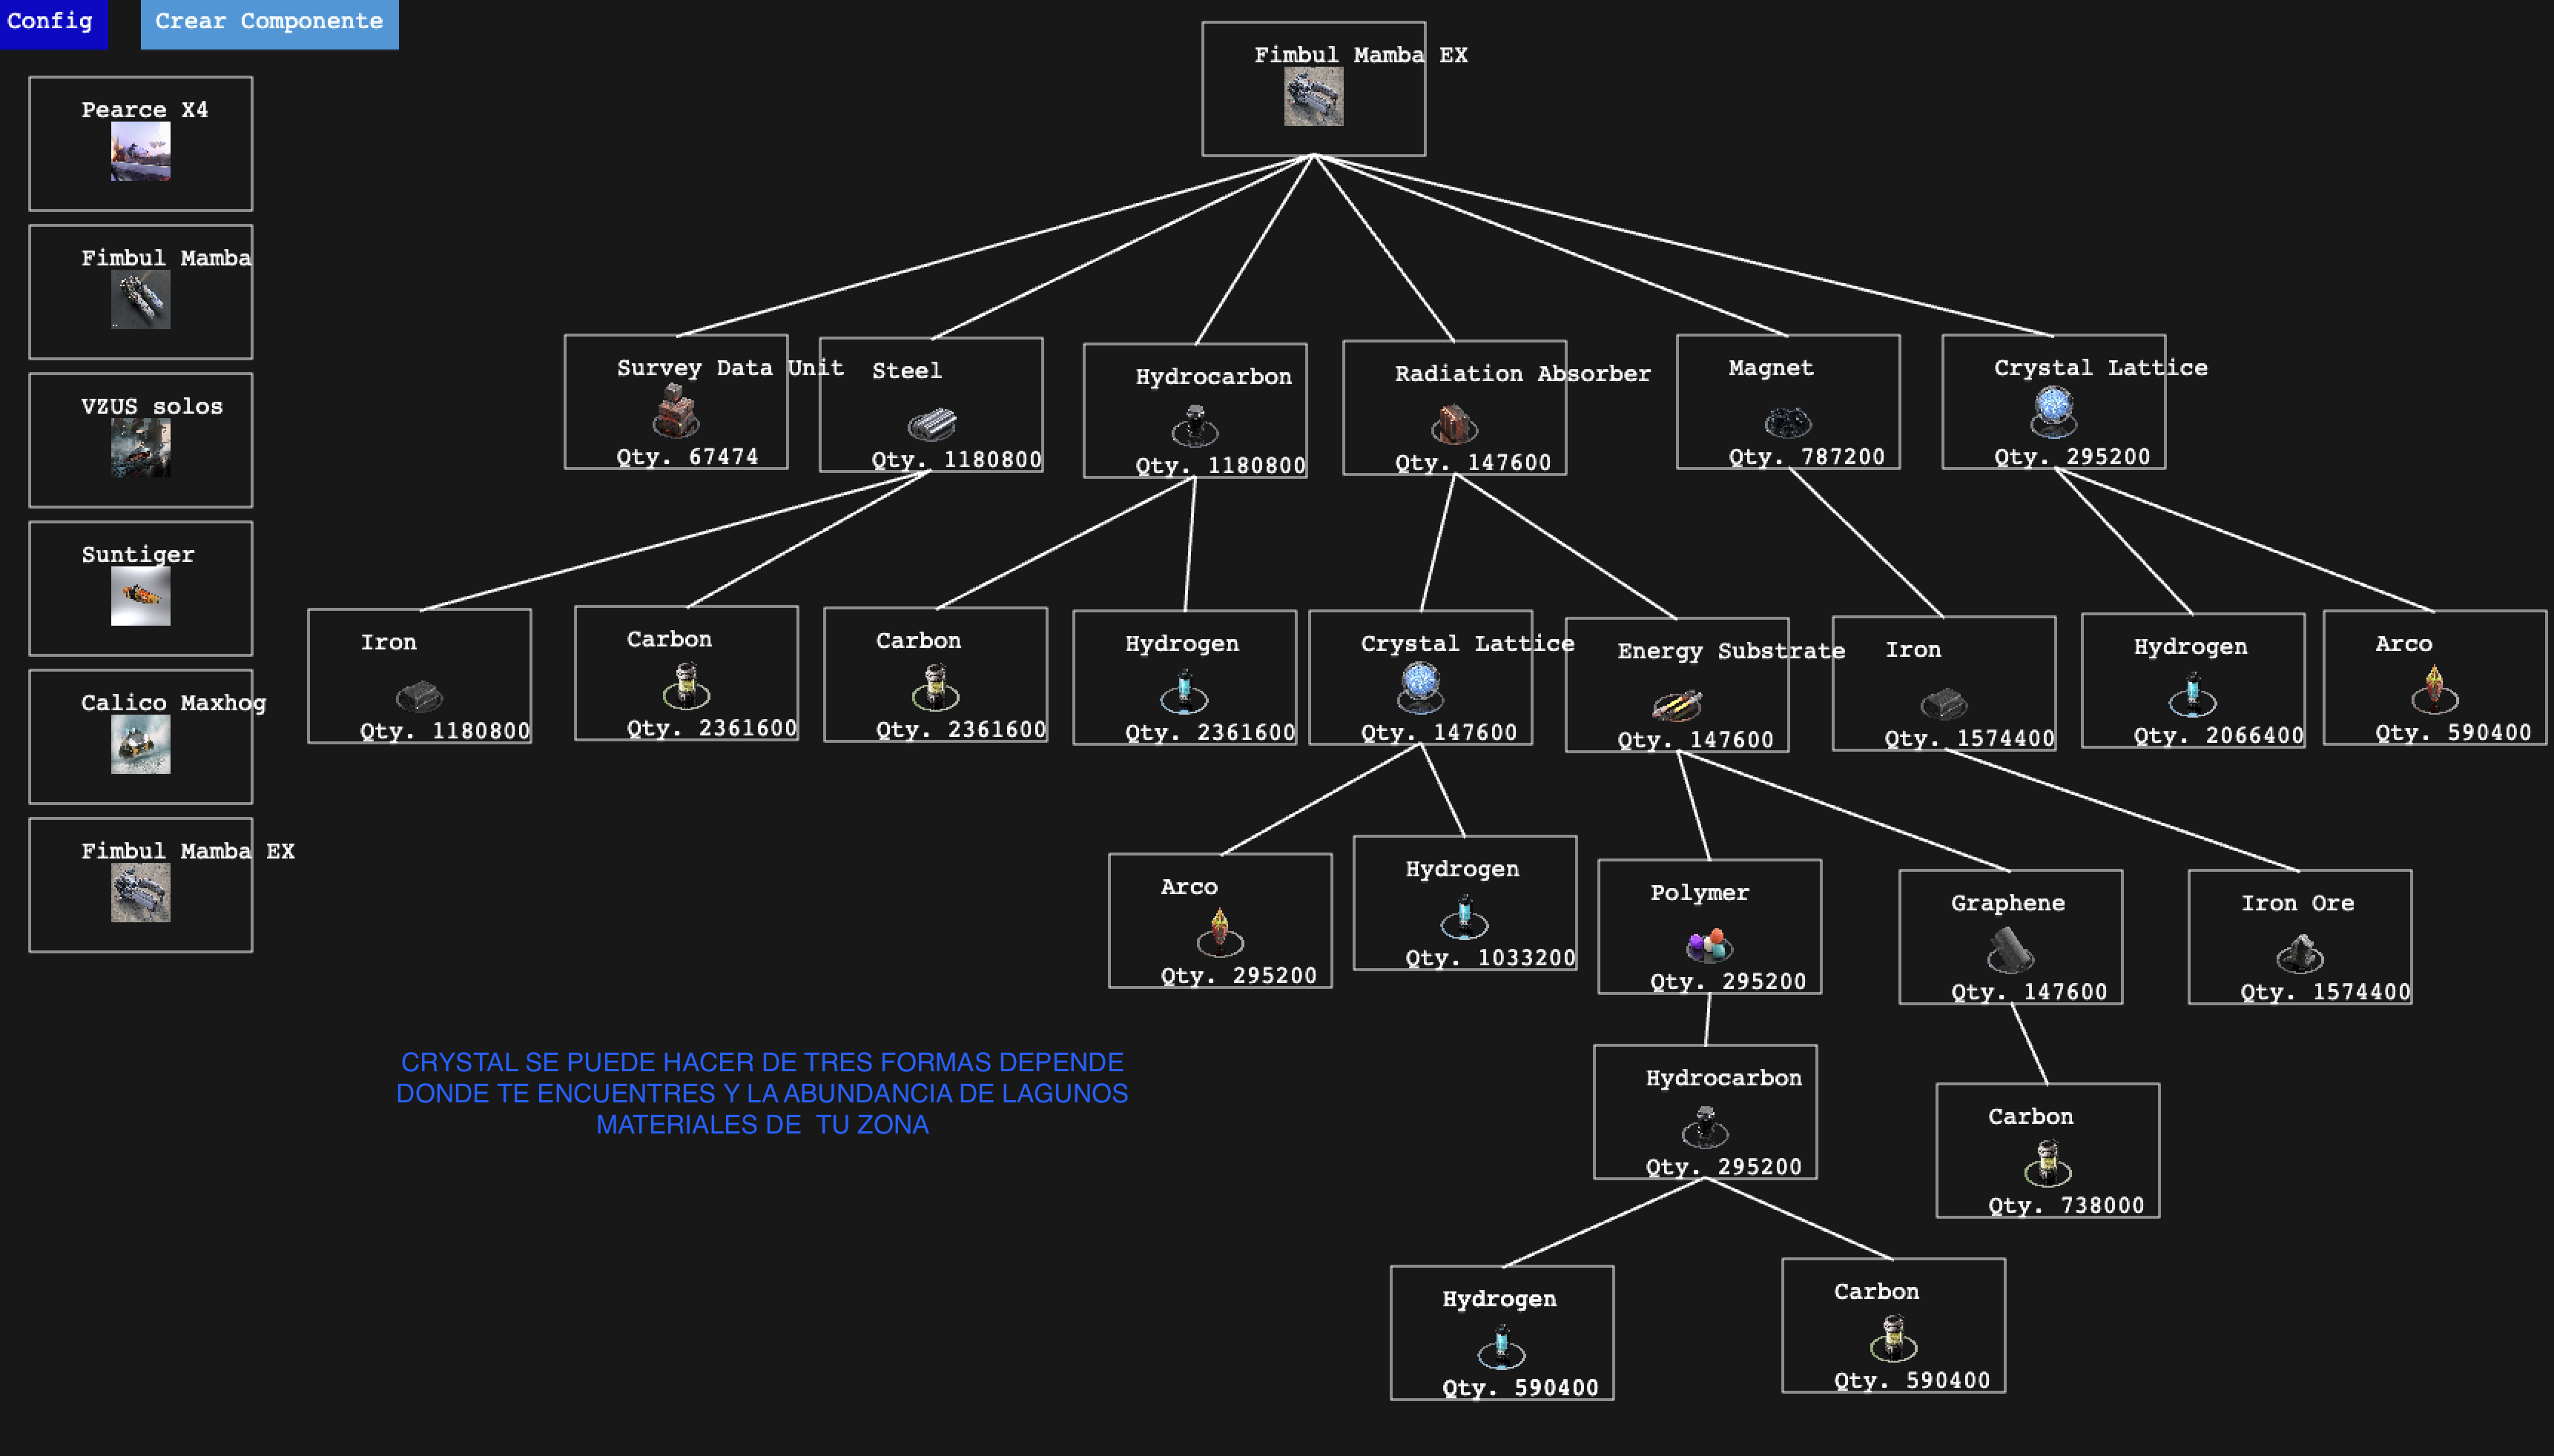 Config
Crear Componente
Pearce X4
Fimbul Mamba
VZUS solos
Suntiger
Calico Maxhog
Fimbul Mamba EX
Fimbul Mamba EX
Survey Data Unit
Qty. 67474
Steel
Qty. 1180800
Hydrocarbon
Qty. 1180800
Radiation Absorber
Qty. 147600
Magnet
Qty. 787200
Crystal Lattice
Qty. 295200
Iron
Qty. 1180800
Carbon
Qty. 2361600
Carbon
Qty. 2361600
Hydrogen
Qty. 2361600
Crystal Lattice
Qty. 147600
Energy Substrate
Qty. 147600
Iron
Qty. 1574400
Hydrogen
Qty. 2066400
Arco
Qty. 590400
Arco
Qty. 295200
Hydrogen
Qty. 1033200
Polymer
Qty. 295200
Graphene
Qty. 147600
Iron Ore
Qty. 1574400
CRYSTAL SE PUEDE HACER DE TRES FORMAS DEPENDE
DONDE TE ENCUENTRES Y LA ABUNDANCIA DE LAGUNOS
MATERIALES DE TU ZONA
Hydrocarbon
Qty. 295200
Carbon
Qty. 738000
Hydrogen
Qty. 590400
Carbon
Qty. 590400